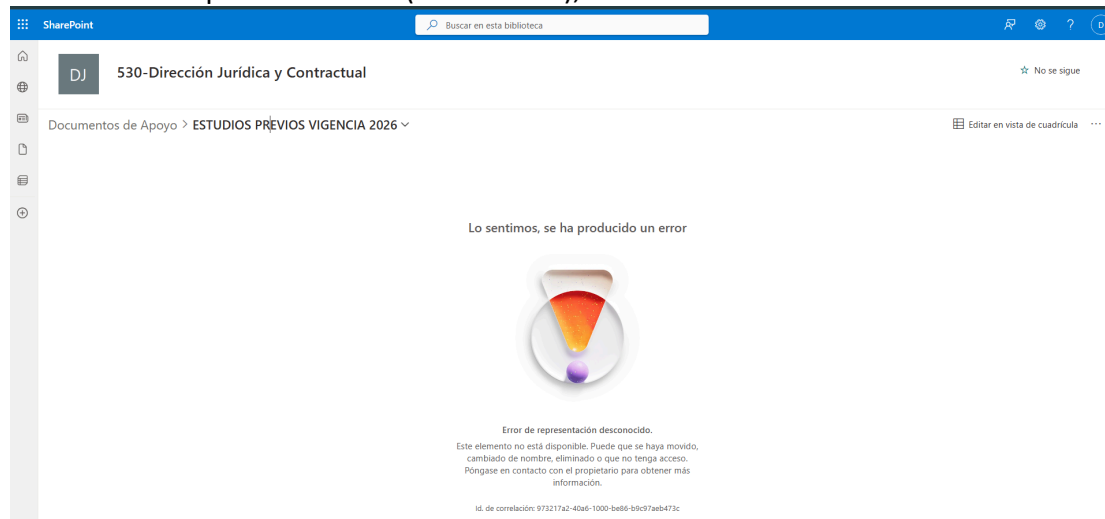 SharePoint
Buscar en esta biblioteca
?
D
DJ
530-Dirección Jurídica y Contractual
No se sigue
Documentos de Apoyo > ESTUDIOS PREVIOS VIGENCIA 2026
Editar en vista de cuadrícula
...
Lo sentimos, se ha producido un error
Error de representación desconocido.
Este elemento no está disponible. Puede que se haya movido,
cambiado de nombre, eliminado o que no tenga acceso.
Póngase en contacto con el propietario para obtener más
información.
Id. de correlación: 973217a2-40a6-1000-be86-b9c97aeb473c